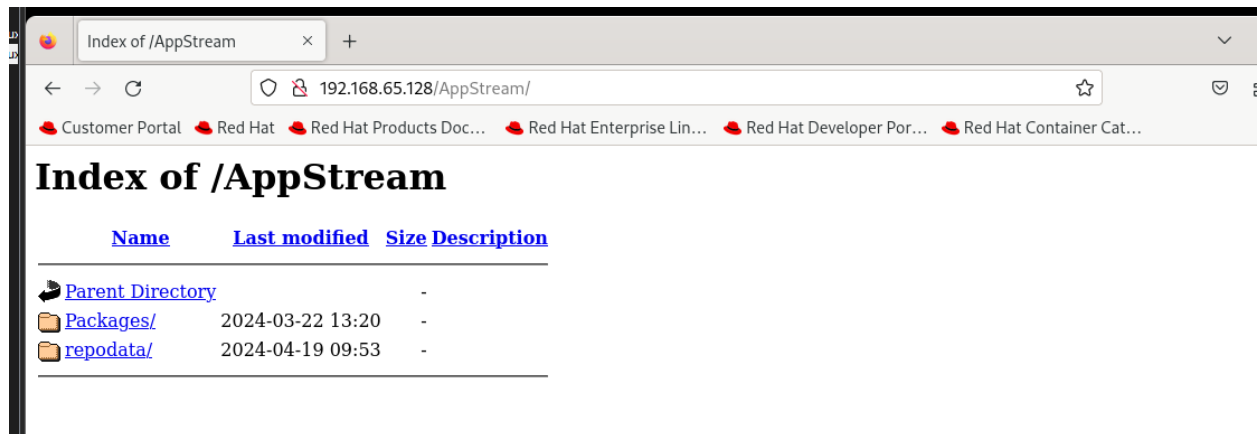 Index of /AppStream
192.168.65.128/AppStream/
Customer Portal Red Hat Red Hat Products Doc... Red Hat Enterprise Lin... Red Hat Developer Por... Red Hat Container Cat...
Index of /AppStream
Name Last modified Size Description
Parent Directory -
Packages/ 2024-03-22 13:20 -
repodata/ 2024-04-19 09:53 -